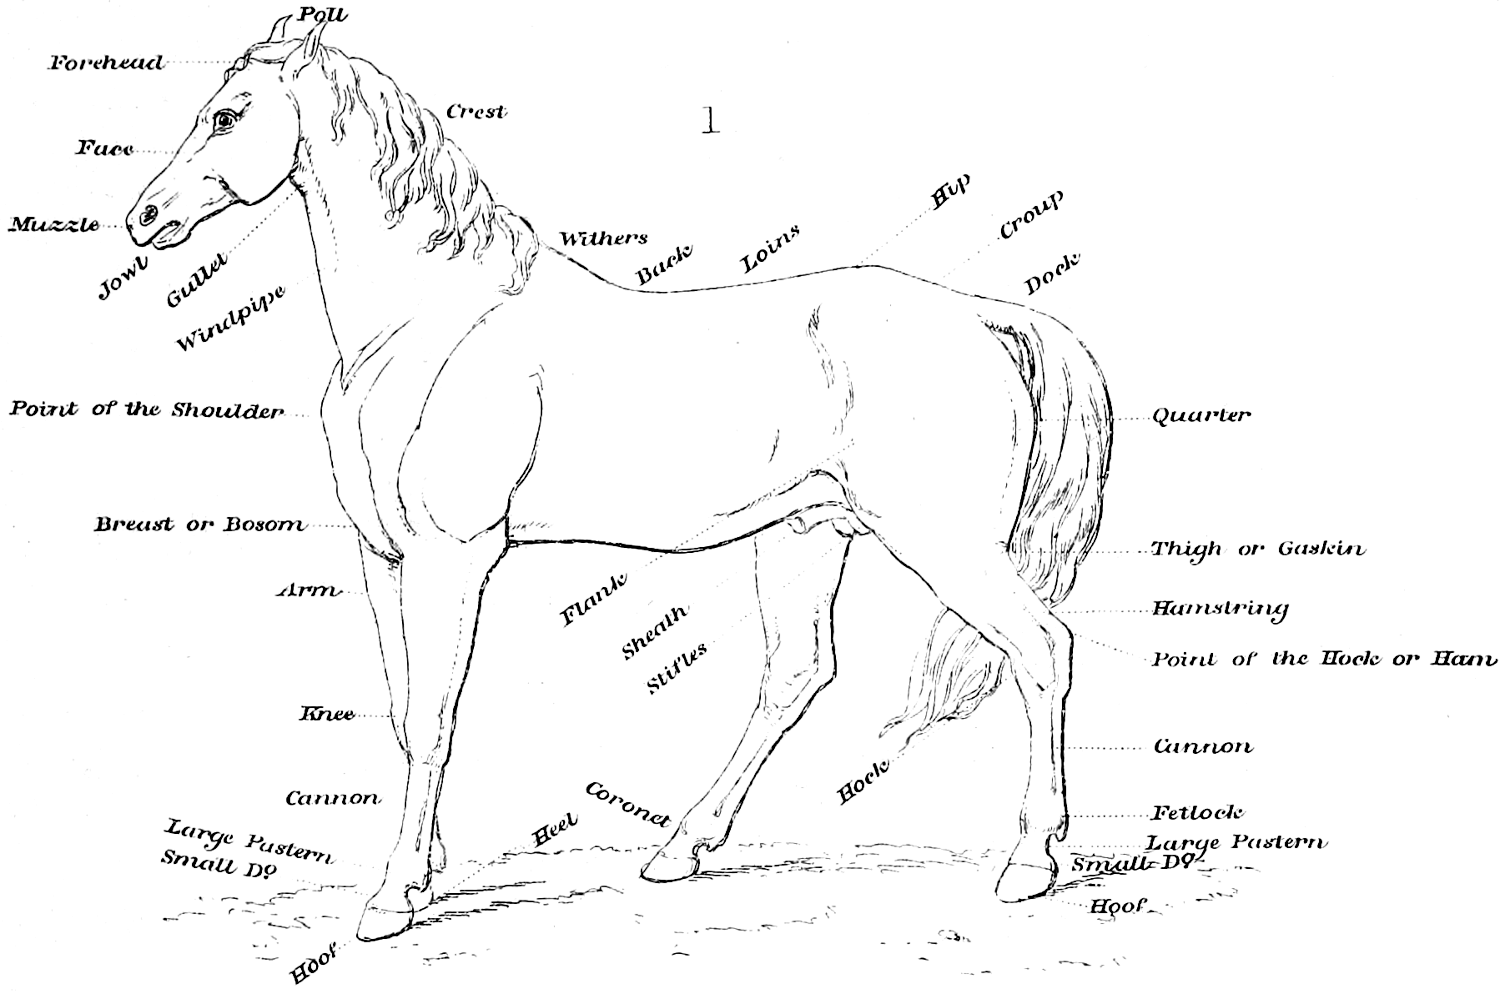 Poll
Forehead
Crest
1
Face
Hip
Croup
Muzzle
Withers
Back
Loins
Dock
Jowl
Gullet
Windpipe
Point of the Shoulder
Quarter
Breast or Bosom
Thigh or Gaskin
Arm
Flank
Hamstring
Sheath
Stifles
Point of the Hock or Ham
Knee
Cannon
Hock
Cannon
Coronet
Fetlock
Heel
Large Pastern
Large Pastern
Small Dº
Small Dº
Hoof
Hoof